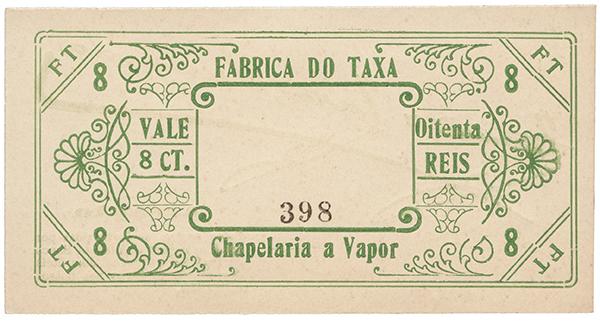 FT
8
FABRICA DO TAXA
8
FT
VALE
8 CT.
Oitenta
REIS
398
FT
8
Chapelaria a Vapor
8
FT